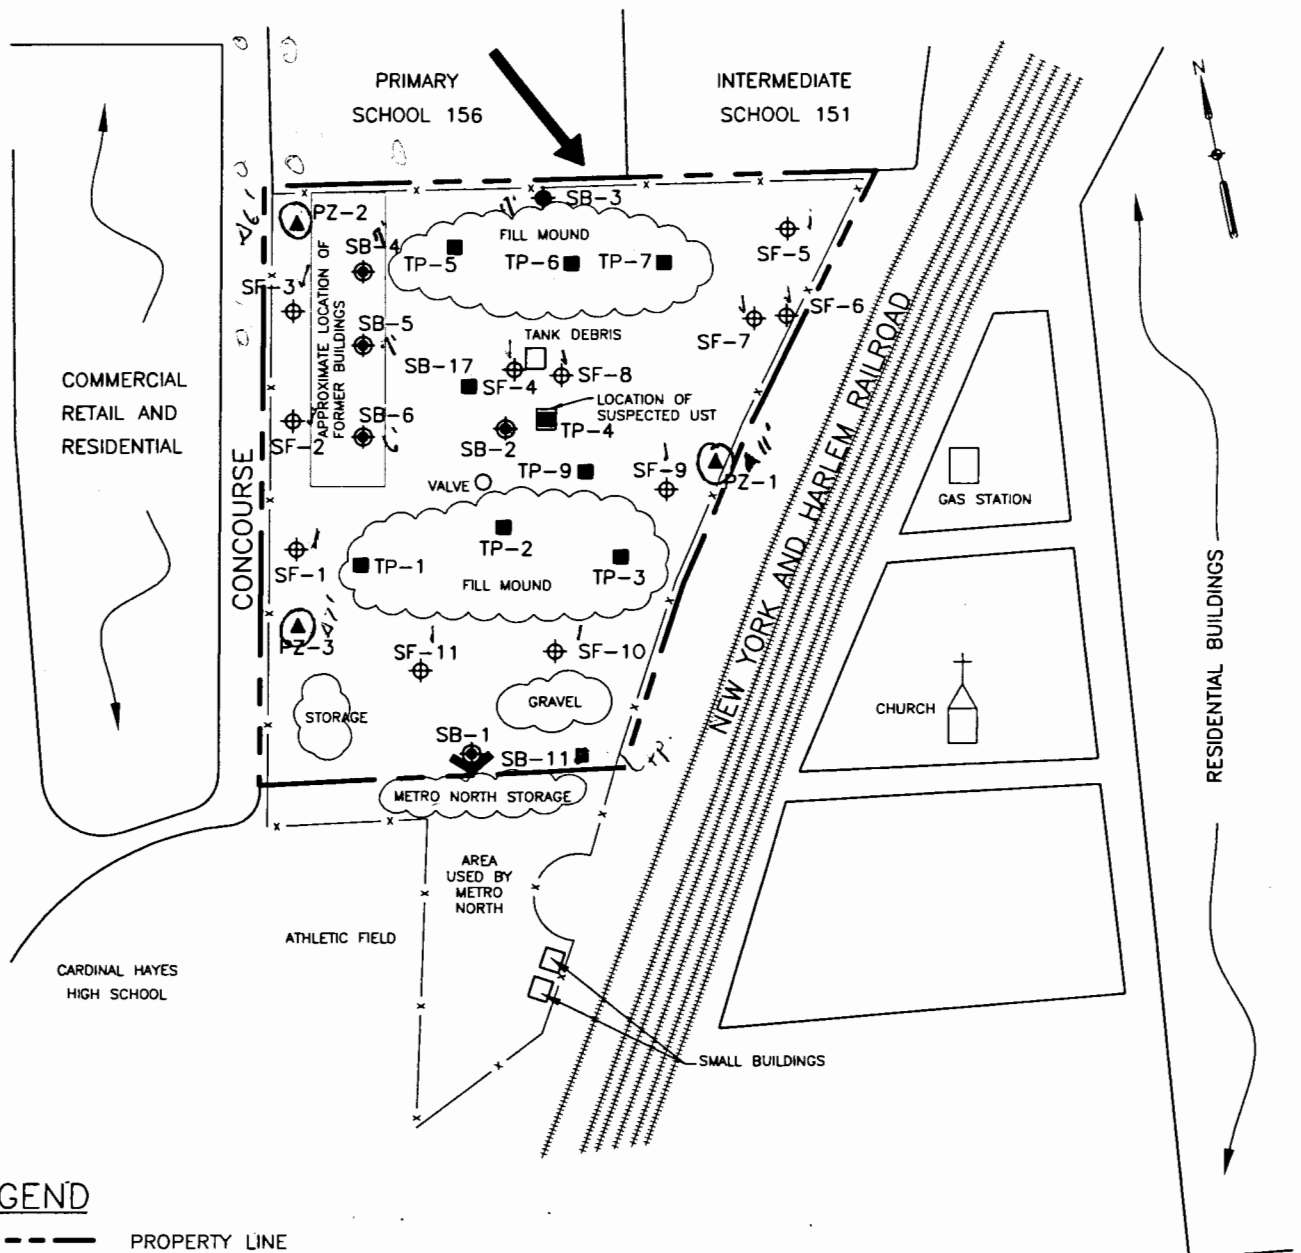 PRIMARY
SCHOOL 156
INTERMEDIATE
SCHOOL 151
N
PZ-2
SB-3
FILL MOUND
SB-4
TP-5
TP-6
TP-7
SF-5
SF-3
SF-6
SB-5
TANK DEBRIS
SF-7
SB-17
SF-4
SF-8
APPROXIMATE LOCATION OF
FORMER BUILDINGS
COMMERCIAL
RETAIL AND
RESIDENTIAL
LOCATION OF
SUSPECTED UST
SB-6
TP-4
SF-2
SB-2
TP-9
SF-9
PZ-1
11'
VALVE
GAS STATION
CONCOURSE
NEW YORK AND HARLEM RAILROAD
RESIDENTIAL BUILDINGS
TP-2
SF-1
TP-1
TP-3
FILL MOUND
PZ-3
SF-11
SF-10
STORAGE
GRAVEL
CHURCH
SB-1
SB-11
METRO NORTH STORAGE
AREA
USED BY
METRO
NORTH
ATHLETIC FIELD
CARDINAL HAYES
HIGH SCHOOL
SMALL BUILDINGS
GEND
PROPERTY LINE